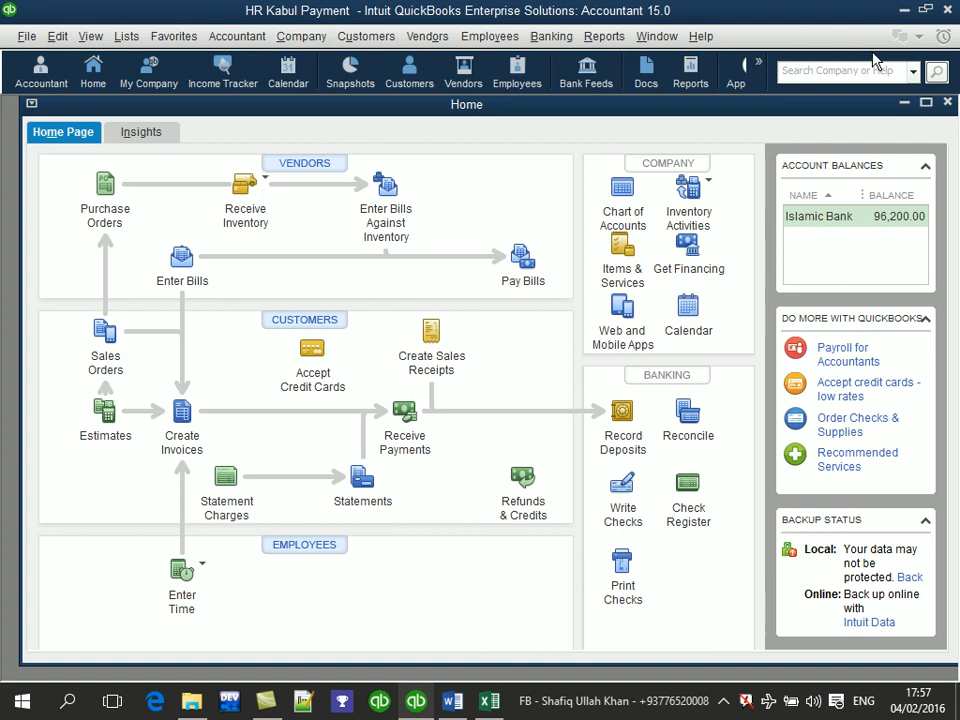 HR Kabul Payment - Intuit QuickBooks Enterprise Solutions: Accountant 15.0
File Edit View Lists Favorites Accountant Company Customers Vendors Employees Banking Reports Window Help
Accountant Home My Company Income Tracker Calendar Snapshots Customers Vendors Employees Bank Feeds Docs Reports App
Search Company or Help
Home
Home Page Insights
VENDORS
Purchase
Orders
Receive
Inventory
Enter Bills
Against
Inventory
Enter Bills
Pay Bills
CUSTOMERS
Sales
Orders
Accept
Credit Cards
Create Sales
Receipts
Estimates
Create
Invoices
Receive
Payments
Statement
Charges
Statements
Refunds
& Credits
EMPLOYEES
Enter
Time
COMPANY
Chart of
Accounts
Inventory
Activities
Items &
Services
Get Financing
Web and
Mobile Apps
Calendar
BANKING
Record
Deposits
Reconcile
Write
Checks
Check
Register
Print
Checks
ACCOUNT BALANCES
NAME BALANCE
Islamic Bank 96,200.00
DO MORE WITH QUICKBOOKS
Payroll for
Accountants
Accept credit cards -
low rates
Order Checks &
Supplies
Recommended
Services
BACKUP STATUS
Local: Your data may
not be
protected. Back
Online: Back up online
with
Intuit Data
FB - Shafiq Ullah Khan - +93776520008
ENG
17:57
04/02/2016